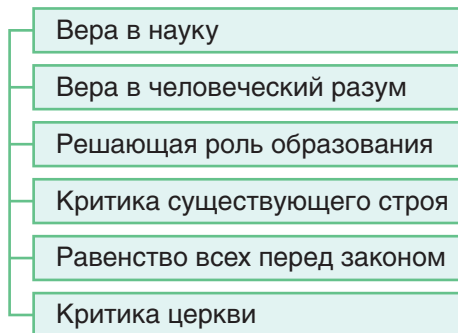 Вера в науку
Вера в человеческий разум
Решающая роль образования
Критика существующего строя
Равенство всех перед законом
Критика церкви